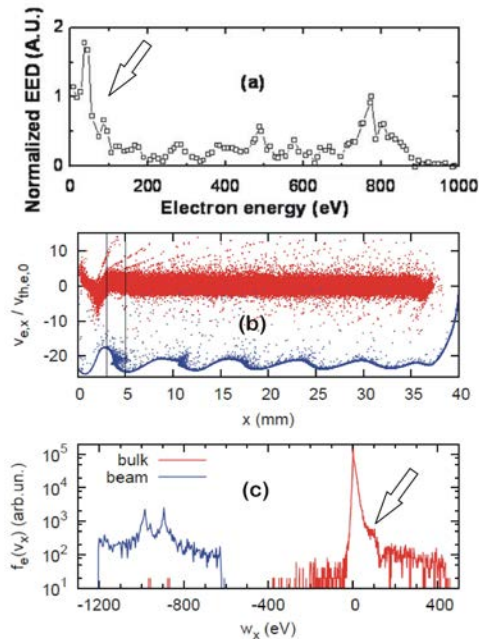 Normalized EED (A.U.)
2
1
0
(a)
0 200 400 600 800 1000
Electron energy (eV)
v_e,x / v_th,e,0
10
0
-10
-20
(b)
0 5 10 15 20 25 30 35 40
x (mm)
f_e(v_x) (arb.un.)
10^5
10^4
10^3
10^2
10^1
bulk
beam
(c)
-1200 -800 -400 0 400
w_x (eV)